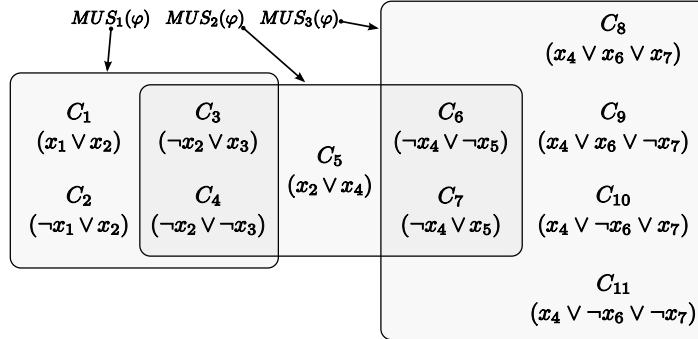 MUS₁(φ) MUS₂(φ) MUS₃(φ)
C₈
(x₄ ∨ x₆ ∨ x₇)
C₁ C₃ C₆ C₉
(x₁ ∨ x₂) (¬x₂ ∨ x₃) (¬x₄ ∨ ¬x₅) (x₄ ∨ x₆ ∨ ¬x₇)
C₅
(x₂ ∨ x₄)
C₂ C₄ C₇ C₁₀
(¬x₁ ∨ x₂) (¬x₂ ∨ ¬x₃) (¬x₄ ∨ x₅) (x₄ ∨ ¬x₆ ∨ x₇)
C₁₁
(x₄ ∨ ¬x₆ ∨ ¬x₇)